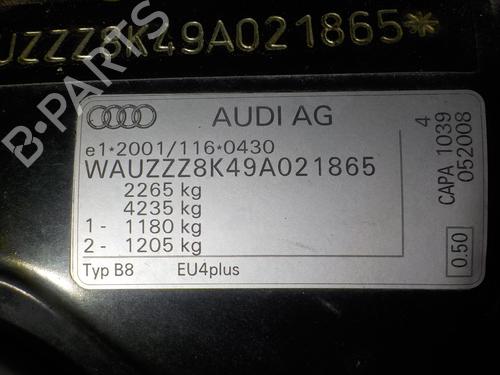 UZZZ8K49A021865*
AUDI AG
e1*2001/116*0430
WAUZZZ8K49A021865
2265 kg
4235 kg
1- 1180 kg
2- 1205 kg
Typ B8 EU4plus
4
CAPA 1039
052008
0.50
B-PARTS